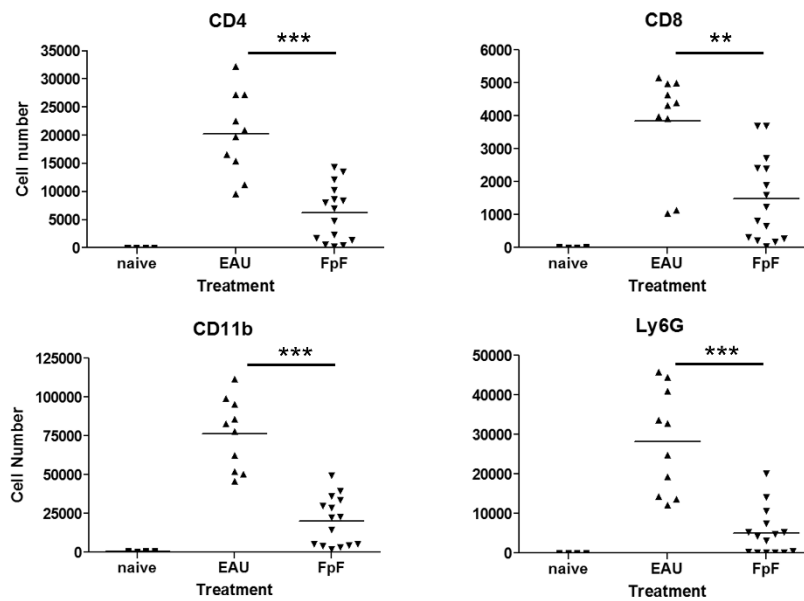 CD4
***
35000
30000
25000
20000
15000
10000
5000
0
Cell number
naive EAU FpF
Treatment
CD8
**
6000
5000
4000
3000
2000
1000
0
naive EAU FpF
Treatment
CD11b
***
125000
100000
75000
50000
25000
0
Cell Number
naive EAU FpF
Treatment
Ly6G
***
50000
40000
30000
20000
10000
0
naive EAU FpF
Treatment